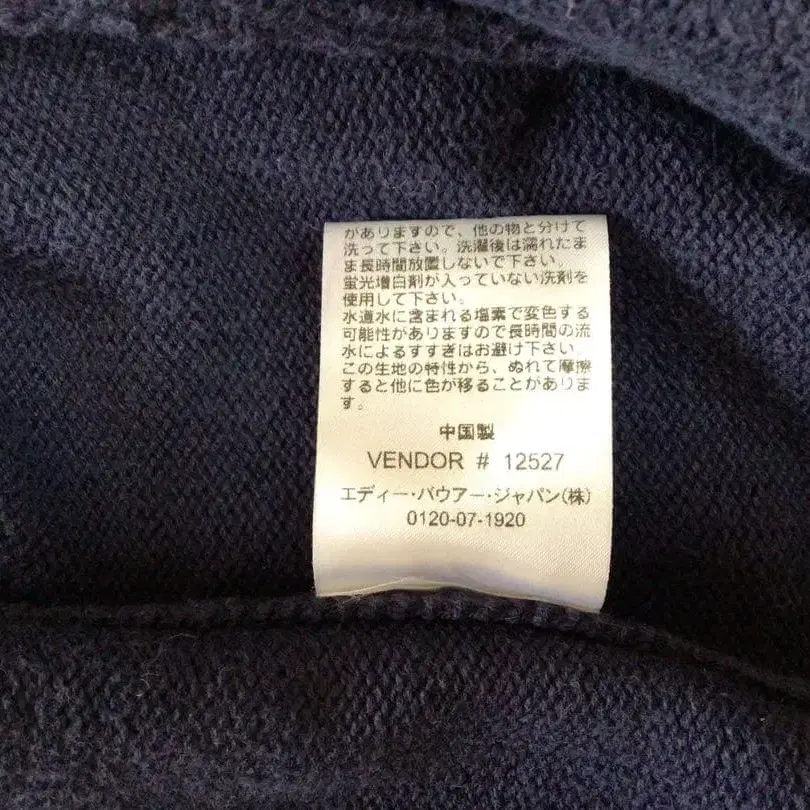 がありますので、他の物と分けて
洗って下さい。洗濯後は濡れたま
ま長時間放置しないで下さい。
蛍光増白剤が入っていない洗剤を
使用して下さい。
水道水に含まれる塩素で変色する
可能性がありますので長時間の流
水によるすすぎはお避け下さい。
この生地の特性から、ぬれて摩擦
すると他に色が移ることがありま
す。
中国製
VENDOR # 12527
エディー・バウアー・ジャパン(株)
0120-07-1920